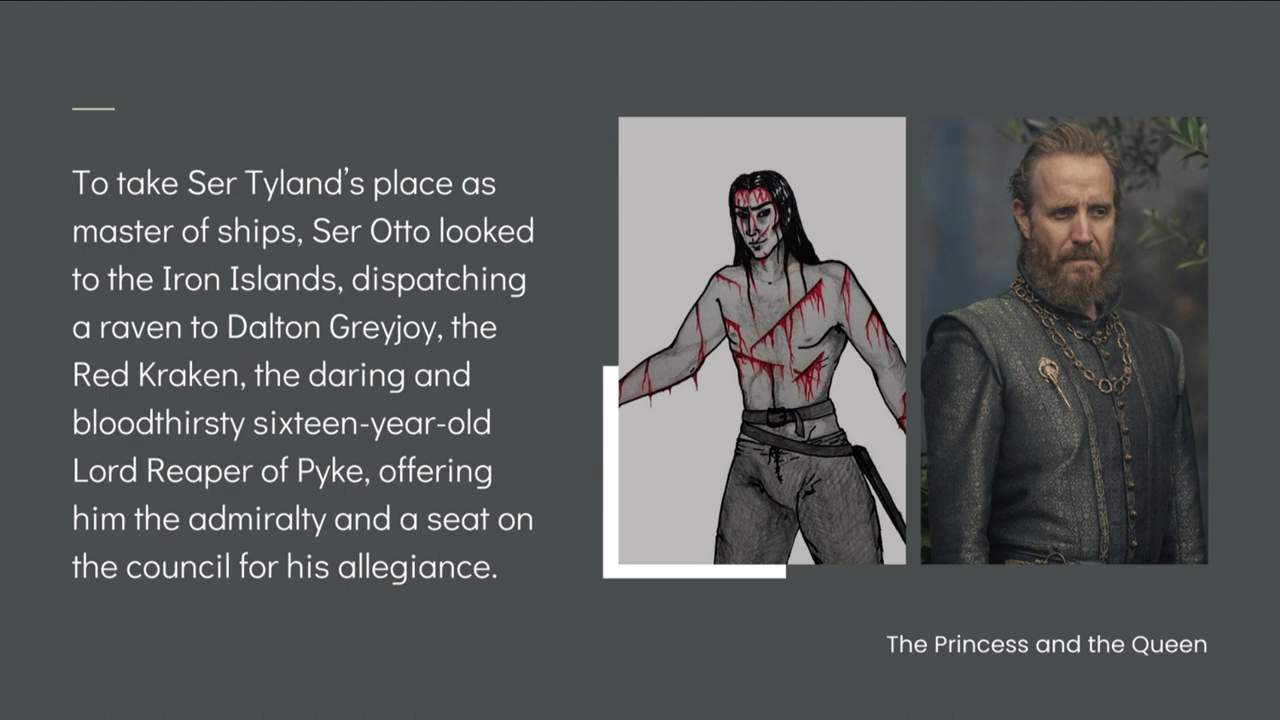 To take Ser Tyland’s place as
master of ships, Ser Otto looked
to the Iron Islands, dispatching
a raven to Dalton Greyjoy, the
Red Kraken, the daring and
bloodthirsty sixteen-year-old
Lord Reaper of Pyke, offering
him the admiralty and a seat on
the council for his allegiance.
The Princess and the Queen